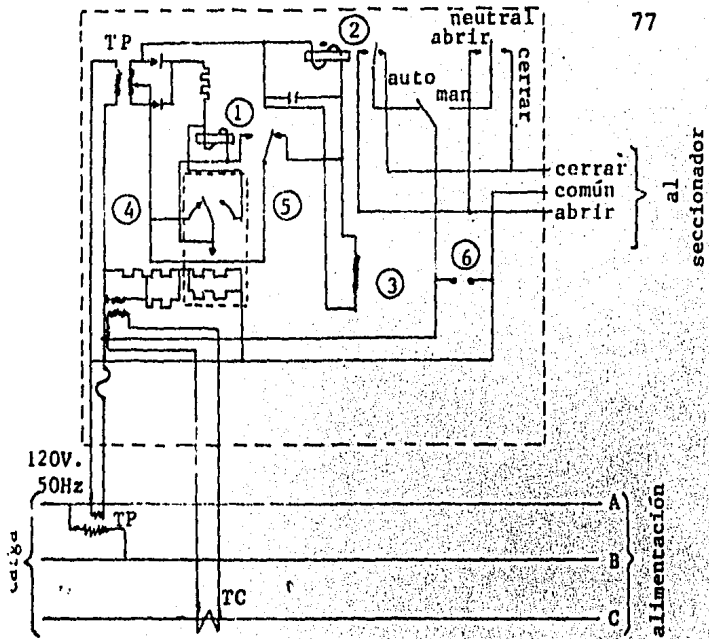 77
neutral
abrir
cerrar
TP
2
auto
man
1
cerrar
común
abrir
al
seccionador
4
5
6
3
120V.
50Hz
TP
TC
A
B
C
alimentación